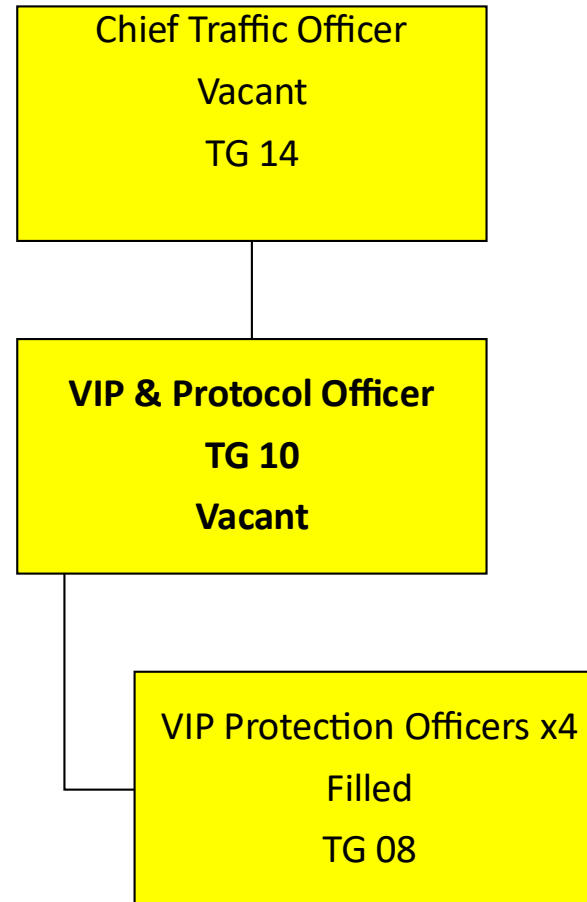 Chief Traffic Officer
Vacant
TG 14
VIP & Protocol Officer
TG 10
Vacant
VIP Protection Officers x4
Filled
TG 08